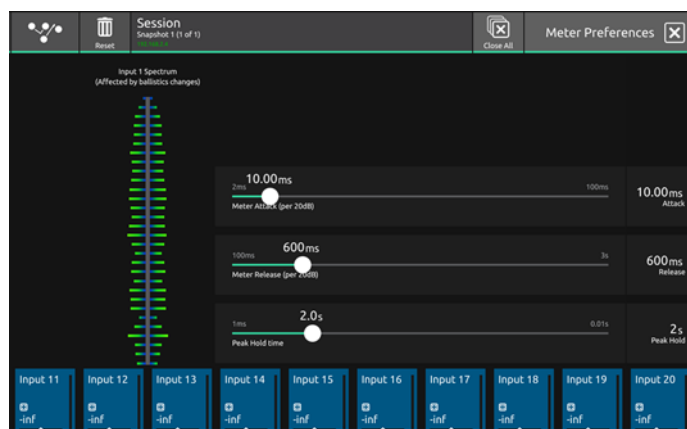 Session
Snapshot 1 (1 of 1)
Reset
Close All
Meter Preferences
Input 1 Spectrum
(Affected by ballistics changes)
10.00ms
2ms
100ms
Meter Attack (per 20dB)
10.00ms
Attack
600ms
100ms
3s
Meter Release (per 20dB)
600ms
Release
2.0s
1ms
0.01s
Peak Hold time
2s
Peak Hold
Input 11
Input 12
Input 13
Input 14
Input 15
Input 16
Input 17
Input 18
Input 19
Input 20
-inf
-inf
-inf
-inf
-inf
-inf
-inf
-inf
-inf
-inf